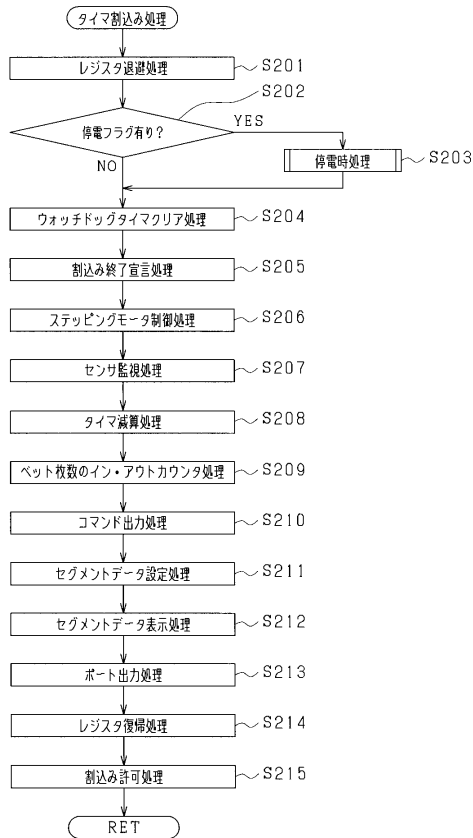 タイマ割込み処理
レジスタ退避処理
S201
S202
停電フラグ有り?
YES
NO
停電時処理
S203
ウォッチドッグタイマクリア処理
S204
割込み終了宣言処理
S205
ステッピングモータ制御処理
S206
センサ監視処理
S207
タイマ減算処理
S208
ベット枚数のイン・アウトカウンタ処理
S209
コマンド出力処理
S210
セグメントデータ設定処理
S211
セグメントデータ表示処理
S212
ポート出力処理
S213
レジスタ復帰処理
S214
割込み許可処理
S215
RET